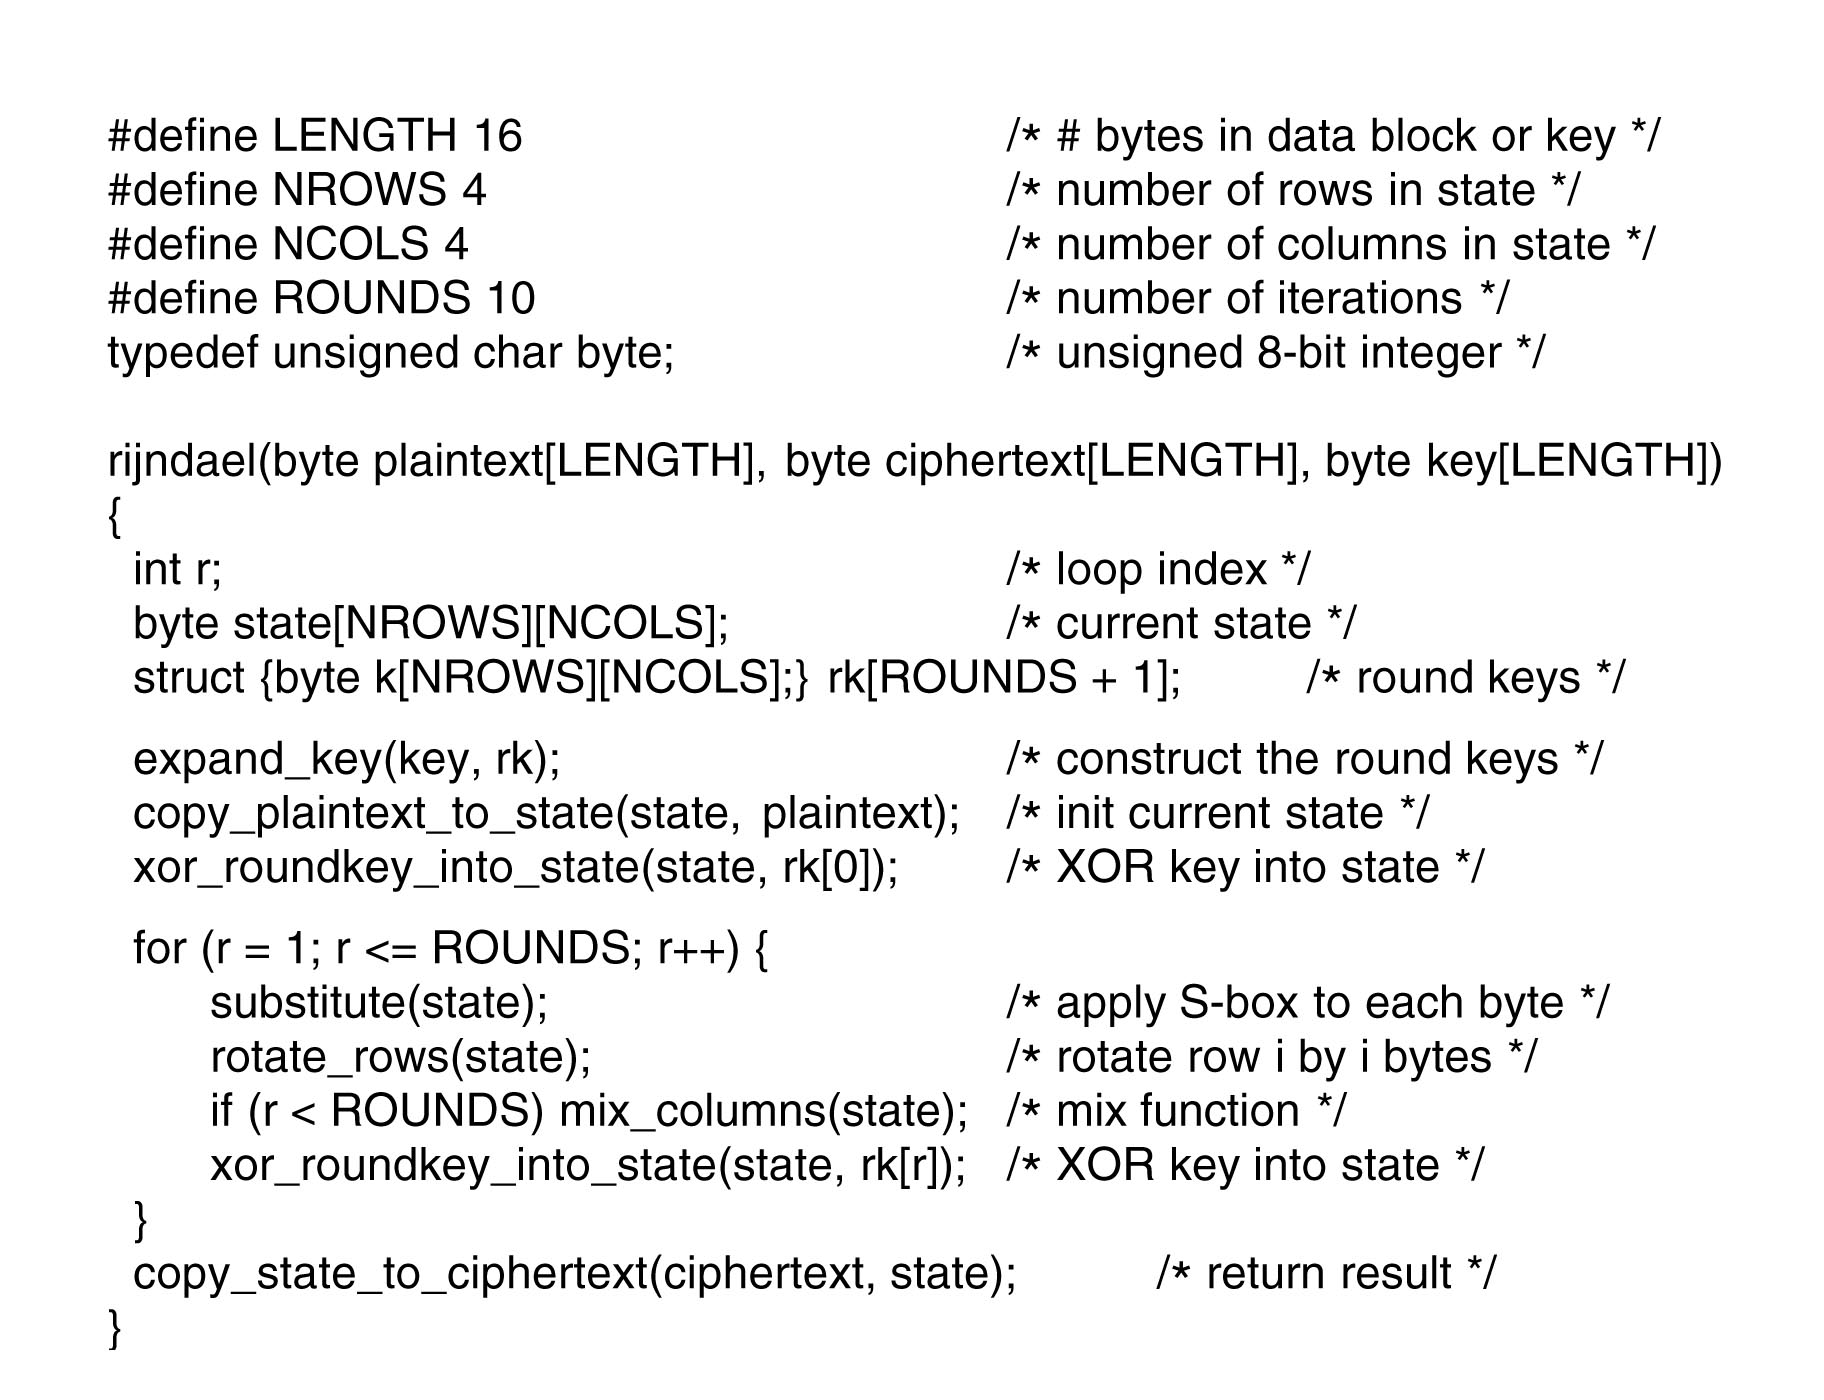 #define LENGTH 16 /* # bytes in data block or key */
#define NROWS 4 /* number of rows in state */
#define NCOLS 4 /* number of columns in state */
#define ROUNDS 10 /* number of iterations */
typedef unsigned char byte; /* unsigned 8-bit integer */
rijndael(byte plaintext[LENGTH], byte ciphertext[LENGTH], byte key[LENGTH])
{
int r; /* loop index */
byte state[NROWS][NCOLS]; /* current state */
struct {byte k[NROWS][NCOLS];} rk[ROUNDS + 1]; /* round keys */
expand_key(key, rk); /* construct the round keys */
copy_plaintext_to_state(state, plaintext); /* init current state */
xor_roundkey_into_state(state, rk[0]); /* XOR key into state */
for (r = 1; r <= ROUNDS; r++) {
substitute(state); /* apply S-box to each byte */
rotate_rows(state); /* rotate row i by i bytes */
if (r < ROUNDS) mix_columns(state); /* mix function */
xor_roundkey_into_state(state, rk[r]); /* XOR key into state */
}
copy_state_to_ciphertext(ciphertext, state); /* return result */
}